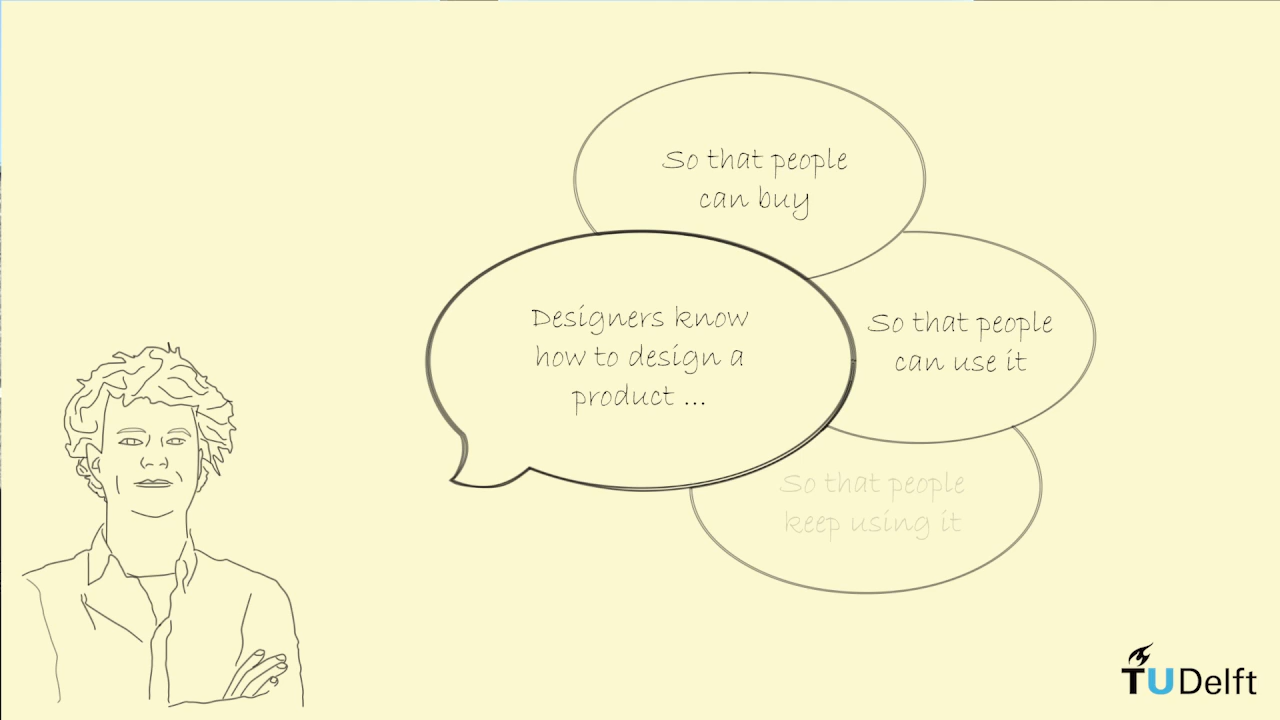 So that people
can buy
Designers know
how to design a
product ...
So that people
can use it
So that people
keep using it
TUDelft